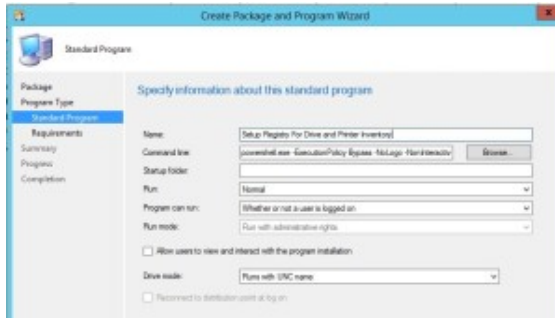 Create Package and Program Wizard
Standard Program
Package
Program Type
Standard Program
Requirements
Summary
Progress
Completion
Specify information about this standard program
Name: Setup Registry For Drive and Printer Inventory
Command line: powershell.exe -ExecutionPolicy Bypass -NoLogo -NonInteractiv Browse...
Startup folder:
Run: Normal
Program can run: Whether or not a user is logged on
Run mode: Run with administrative rights
Allow users to view and interact with the program installation
Drive mode: Runs with UNC name
Reconnect to distribution point at log on